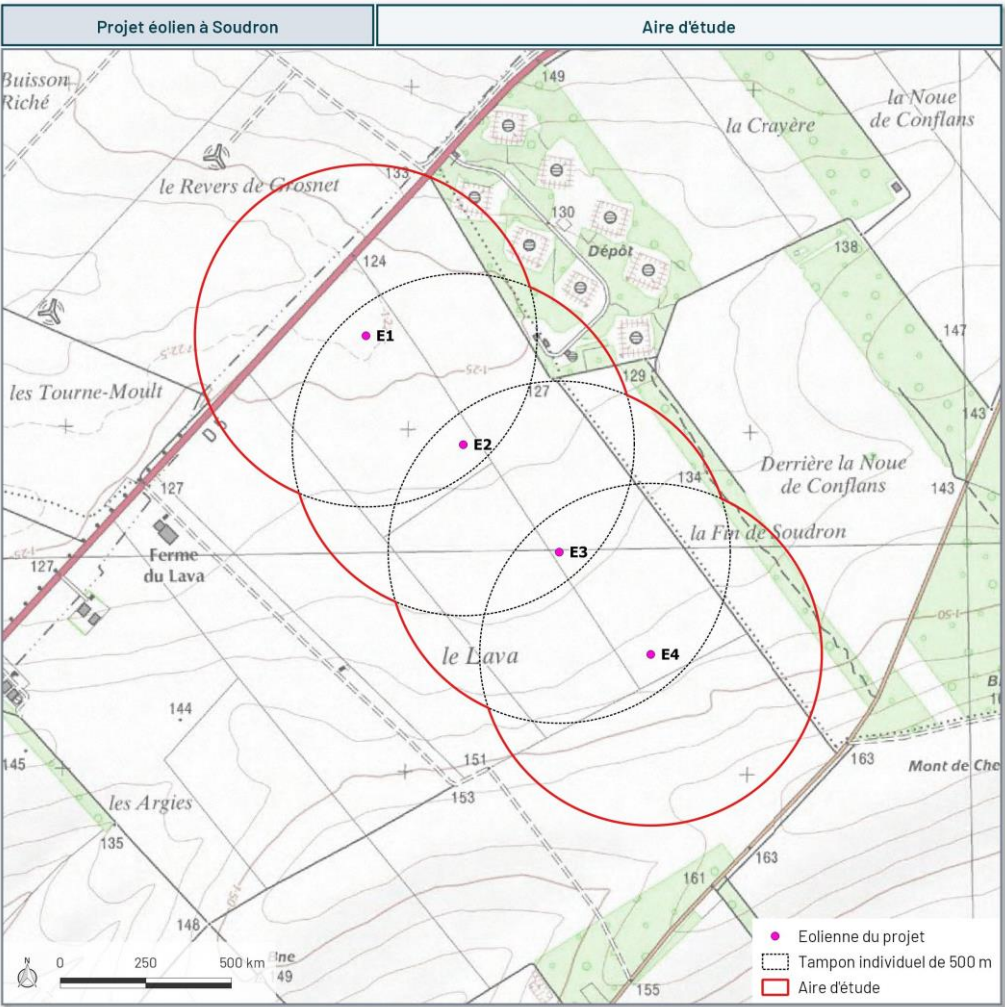 Projet éolien à Soudron
Aire d'étude
Buisson
Riché
149
la Crayère
la Noue
de Conflans
133
le Revers de Grosnet
130
Dépôt
138
124
E1
147
les Tourne-Moult
125
129
127
143
E2
127
134
Derrière la Noue
de Conflans
143
Ferme
du Lava
127
E3
la Fin de Soudron
le Lava
E4
150
144
145
151
153
163
Mont de Che
les Argies
135
163
161
150
148
49
155
N
0
250
500 km
Eolienne du projet
Tampon individuel de 500 m
Aire d'étude